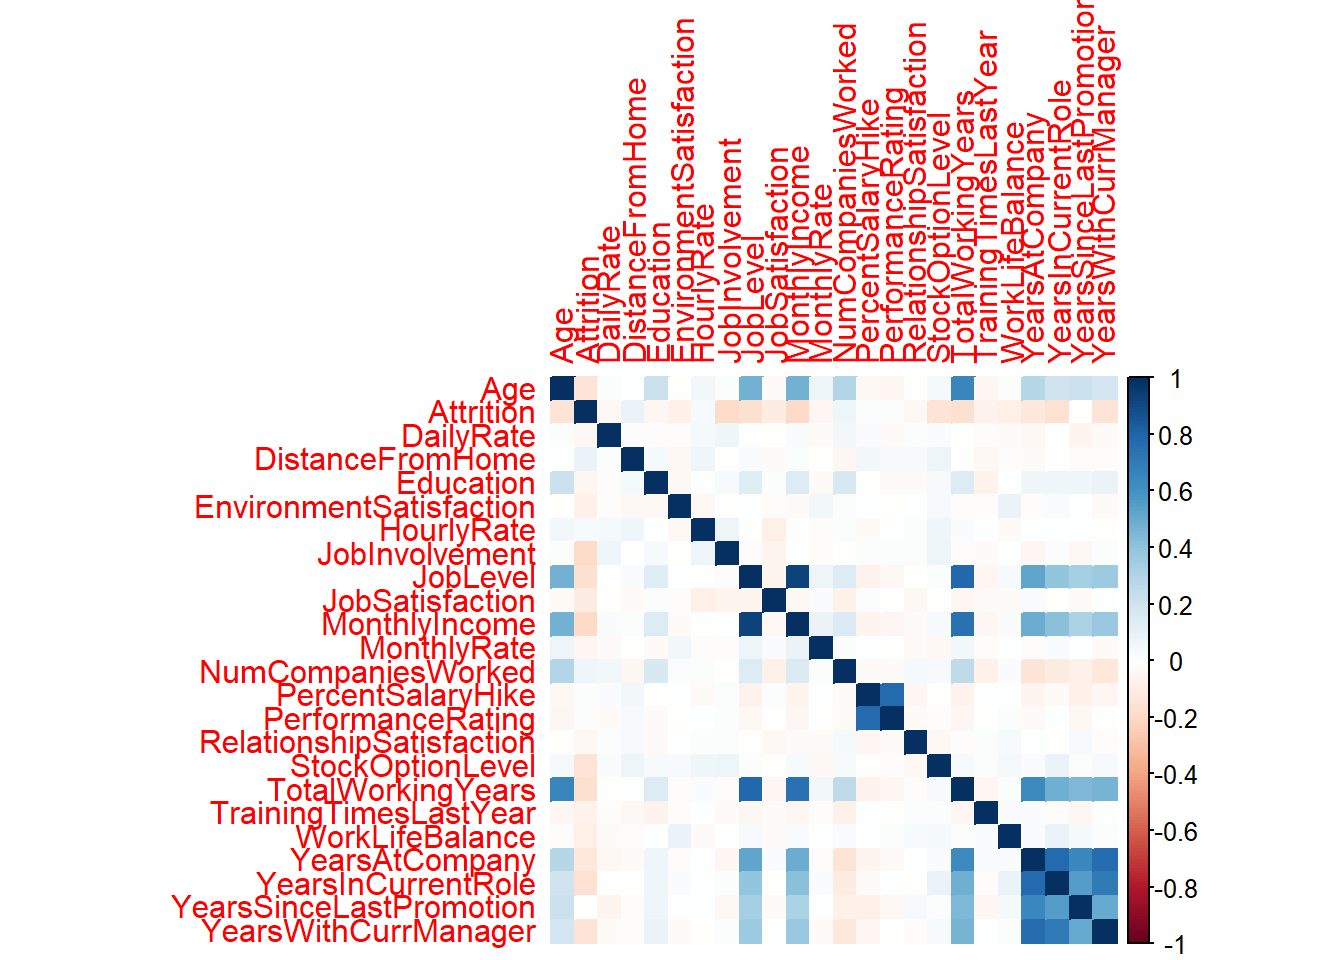 Age
Attrition
DailyRate
DistanceFromHome
Education
EnvironmentSatisfaction
HourlyRate
JobInvolvement
JobLevel
JobSatisfaction
MonthlyIncome
MonthlyRate
NumCompaniesWorked
PercentSalaryHike
PerformanceRating
RelationshipSatisfaction
StockOptionLevel
TotalWorkingYears
TrainingTimesLastYear
WorkLifeBalance
YearsAtCompany
YearsInCurrentRole
YearsSinceLastPromotion
YearsWithCurrManager
Age
Attrition
DailyRate
DistanceFromHome
Education
EnvironmentSatisfaction
HourlyRate
JobInvolvement
JobLevel
JobSatisfaction
MonthlyIncome
MonthlyRate
NumCompaniesWorked
PercentSalaryHike
PerformanceRating
RelationshipSatisfaction
StockOptionLevel
TotalWorkingYears
TrainingTimesLastYear
WorkLifeBalance
YearsAtCompany
YearsInCurrentRole
YearsSinceLastPromotion
YearsWithCurrManager
1
0.8
0.6
0.4
0.2
0
-0.2
-0.4
-0.6
-0.8
-1